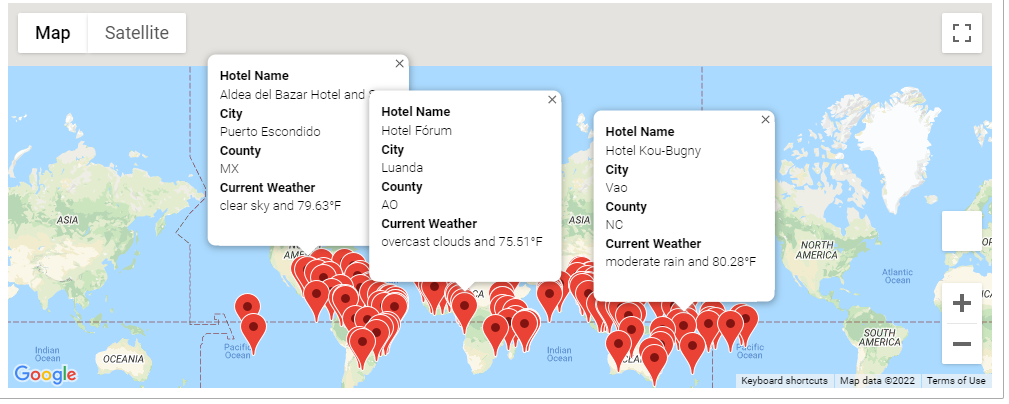 Map
Satellite
Hotel Name
Aldea del Bazar Hotel and
City
Puerto Escondido
County
MX
Current Weather
clear sky and 79.63°F
Hotel Name
Hotel Fórum
City
Luanda
County
AO
Current Weather
overcast clouds and 75.51°F
Hotel Name
Hotel Kou-Bugny
City
Vao
County
NC
Current Weather
moderate rain and 80.28°F
ASIA
ASIA
NORTH
AMERICA
Atlantic
Ocean
SOUTH
AMERICA
Indian
Ocean
OCEANIA
Pacific
Ocean
Indian
Ocean
Pacific
Ocean
Google
Keyboard shortcuts
Map data ©2022
Terms of Use